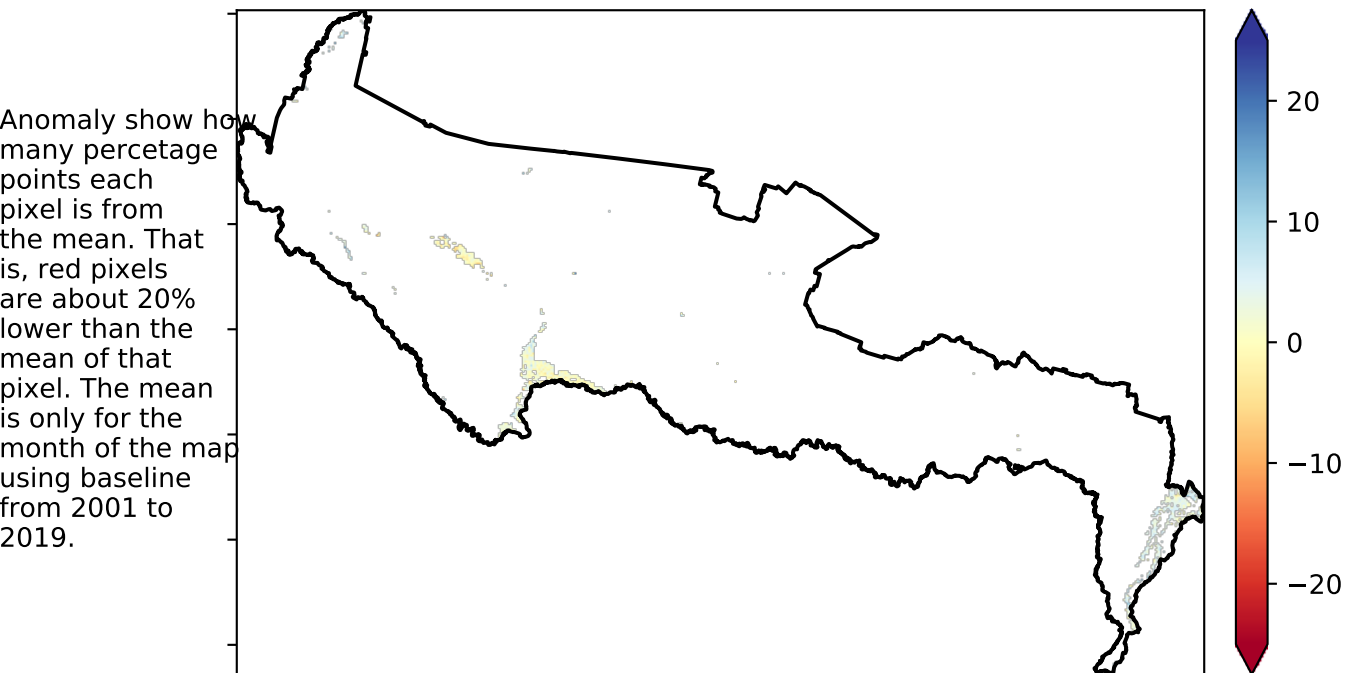 Anomaly show how
many percetage
points each
pixel is from
the mean. That
is, red pixels
are about 20%
lower than the
mean of that
pixel. The mean
is only for the
month of the map
using baseline
from 2001 to
2019.
20
10
0
−10
−20